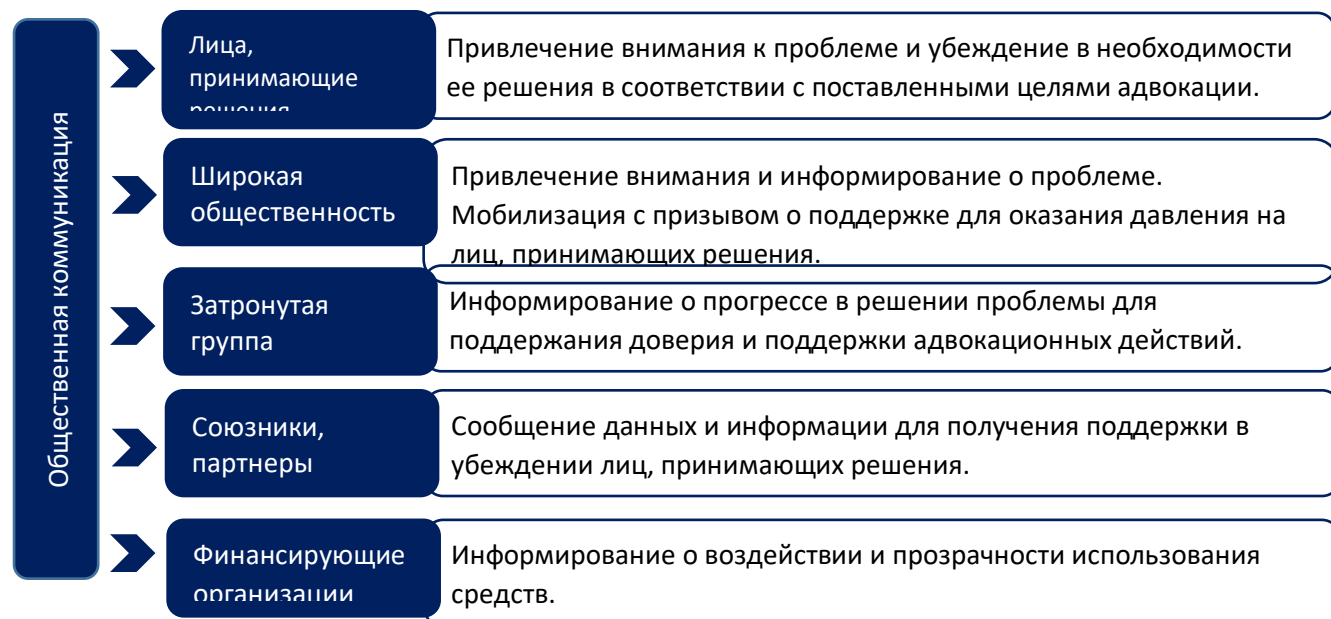 Общественная коммуникация
Лица,
принимающие
решения
Привлечение внимания к проблеме и убеждение в необходимости
ее решения в соответствии с поставленными целями адвокации.
Широкая
общественность
Привлечение внимания и информирование о проблеме.
Мобилизация с призывом о поддержке для оказания давления на
лиц, принимающих решения.
Затронутая
группа
Информирование о прогрессе в решении проблемы для
поддержания доверия и поддержки адвокационных действий.
Союзники,
партнеры
Сообщение данных и информации для получения поддержки в
убеждении лиц, принимающих решения.
Финансирующие
организации
Информирование о воздействии и прозрачности использования
средств.